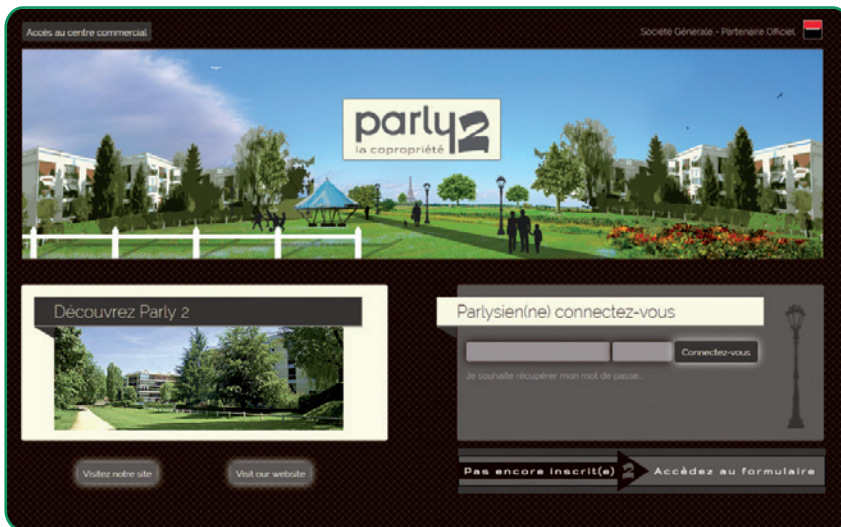 Accès au centre commercial
Société Générale - Partenaire Officiel
parly2
la copropriété
Découvrez Parly 2
Parlysien(ne) connectez-vous
Connectez-vous
Je souhaite récupérer mon mot de passe...
Visitez notre site
Visit our website
Pas encore inscrit(e) 2 Accèdez au formulaire